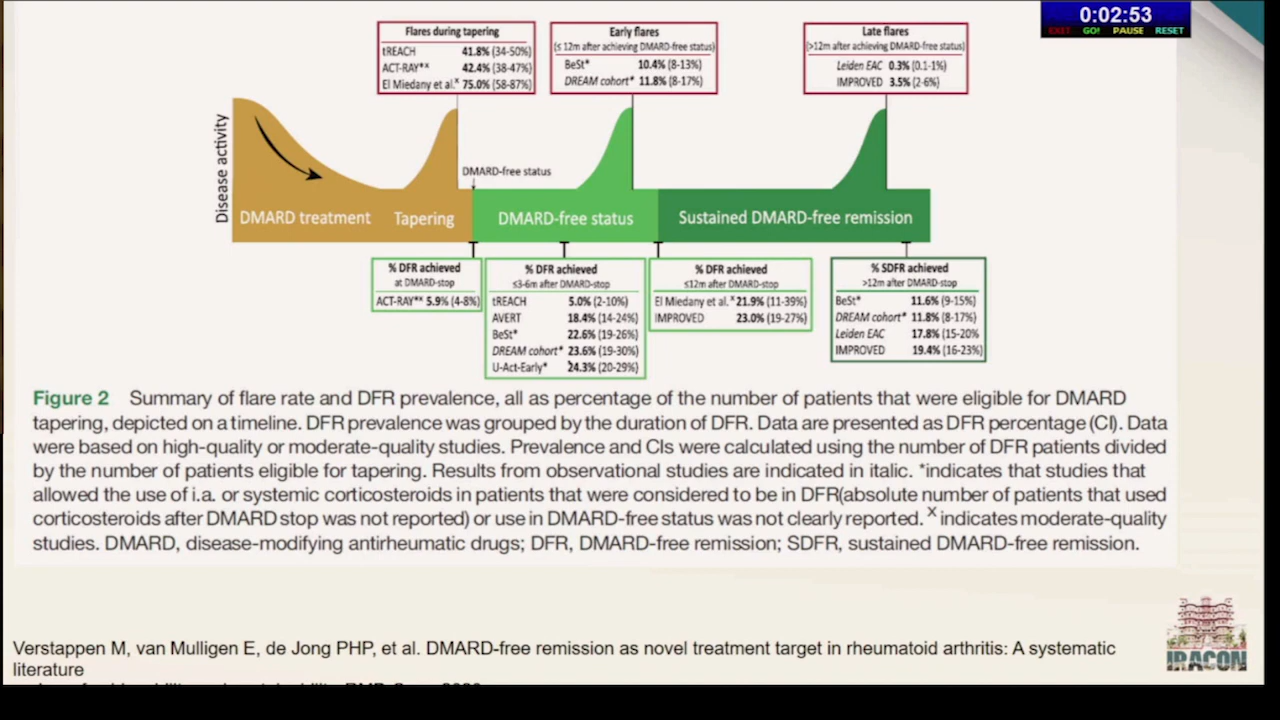 0:02:53
EXIT GO! PAUSE RESET
Flares during tapering
tREACH 41.8% (34-50%)
ACT-RAY*ˣ 42.4% (38-47%)
El Miedany et al.ˣ 75.0% (58-87%)
Early flares
(≤ 12m after achieving DMARD-free status)
BeSt* 10.4% (8-13%)
DREAM cohort* 11.8% (8-17%)
Late flares
(>12m after achieving DMARD-free status)
Leiden EAC 0.3% (0.1-1%)
IMPROVED 3.5% (2-6%)
Disease activity
DMARD-free status
DMARD treatment
Tapering
DMARD-free status
Sustained DMARD-free remission
% DFR achieved
at DMARD-stop
ACT-RAY*ˣ 5.9% (4-8%)
% DFR achieved
≤3-6m after DMARD-stop
tREACH 5.0% (2-10%)
AVERT 18.4% (14-24%)
BeSt* 22.6% (19-26%)
DREAM cohort* 23.6% (19-30%)
U-Act-Early* 24.3% (20-29%)
% DFR achieved
≤12m after DMARD-stop
El Miedany et al.ˣ 21.9% (11-39%)
IMPROVED 23.0% (19-27%)
% SDFR achieved
>12m after DMARD-stop
BeSt* 11.6% (9-15%)
DREAM cohort* 11.8% (8-17%)
Leiden EAC 17.8% (15-20%
IMPROVED 19.4% (16-23%)
Figure 2 Summary of flare rate and DFR prevalence, all as percentage of the number of patients that were eligible for DMARD
tapering, depicted on a timeline. DFR prevalence was grouped by the duration of DFR. Data are presented as DFR percentage (CI). Data
were based on high-quality or moderate-quality studies. Prevalence and CIs were calculated using the number of DFR patients divided
by the number of patients eligible for tapering. Results from observational studies are indicated in italic. *indicates that studies that
allowed the use of i.a. or systemic corticosteroids in patients that were considered to be in DFR(absolute number of patients that used
corticosteroids after DMARD stop was not reported) or use in DMARD-free status was not clearly reported. ˣ indicates moderate-quality
studies. DMARD, disease-modifying antirheumatic drugs; DFR, DMARD-free remission; SDFR, sustained DMARD-free remission.
Verstappen M, van Mulligen E, de Jong PHP, et al. DMARD-free remission as novel treatment target in rheumatoid arthritis: A systematic
literature
IRACON